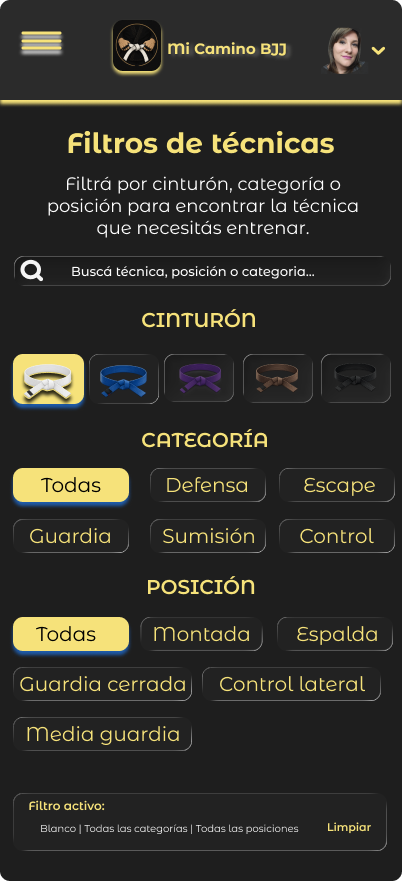 Mi Camino BJJ
Filtros de técnicas
Filtrá por cinturón, categoría o
posición para encontrar la técnica
que necesitás entrenar.
Buscá técnica, posición o categoria...
CINTURÓN
CATEGORÍA
Todas Defensa Escape
Guardia Sumisión Control
POSICIÓN
Todas Montada Espalda
Guardia cerrada Control lateral
Media guardia
Filtro activo:
Blanco | Todas las categorías | Todas las posiciones Limpiar